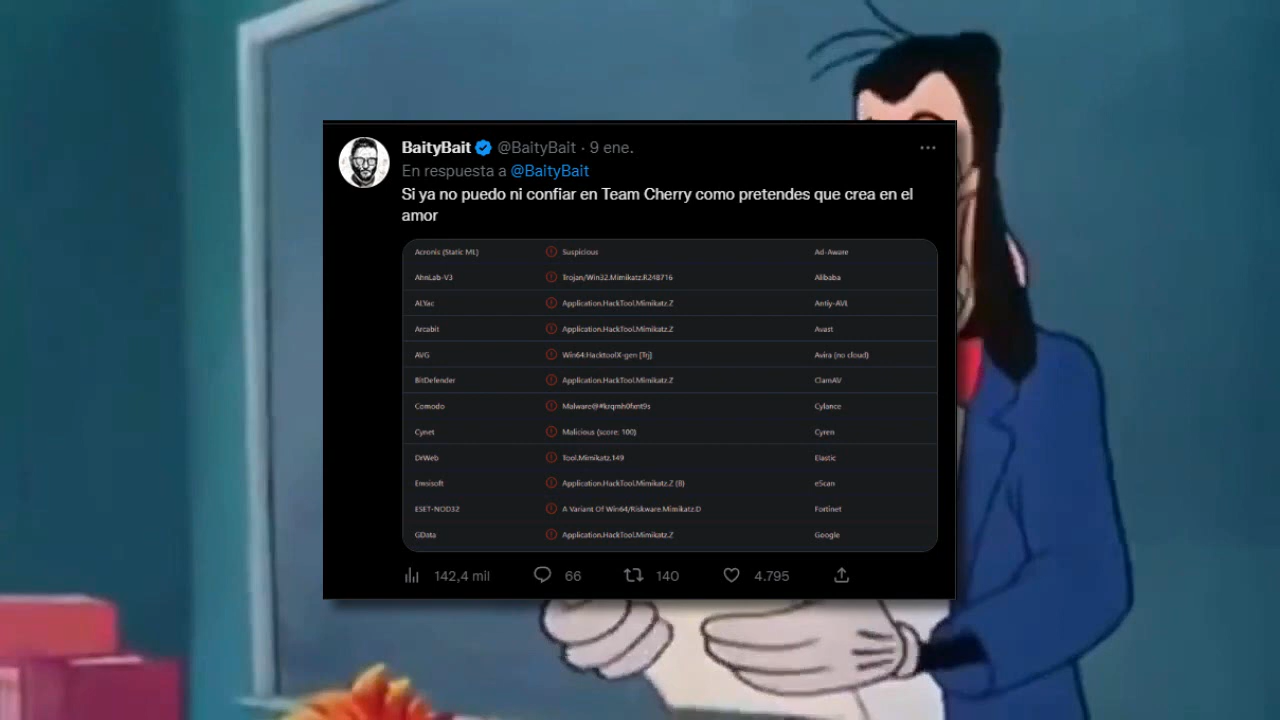 BaityBait @BaityBait · 9 ene.
En respuesta a @BaityBait
Si ya no puedo ni confiar en Team Cherry como pretendes que crea en el
amor
Acronis (Static ML) Suspicious Ad-Aware
AhnLab-V3 Trojan/Win32.Mimikatz.R248716 Alibaba
ALYac Application.HackTool.Mimikatz.Z Antiy-AVL
Arcabit Application.HackTool.Mimikatz.Z Avast
AVG Win64:HacktoolX-gen [Trj] Avira (no cloud)
BitDefender Application.HackTool.Mimikatz.Z ClamAV
Comodo Cylance
Cynet Malicious (score: 100) Cyren
DrWeb Tool.Mimikatz.149 Elastic
Emsisoft Application.HackTool.Mimikatz.Z (B) eScan
ESET-NOD32 A Variant Of Win64/Riskware.Mimikatz.D Fortinet
GData Application.HackTool.Mimikatz.Z Google
142,4 mil 66 140 4.795